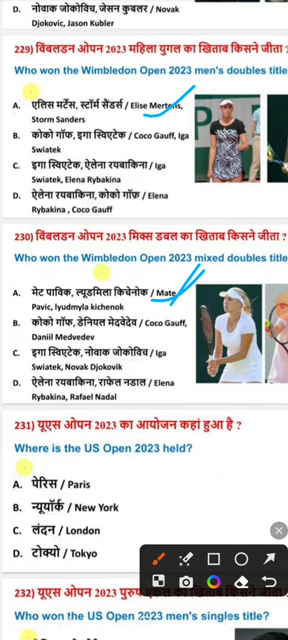 D. नोवाक जोकोविच, जेसन कुबलर / Novak
Djokovic, Jason Kubler
229) विंबलडन ओपन 2023 महिला युगल का खिताब किसने जीता ?
Who won the Wimbledon Open 2023 men's doubles title
A. एलिस मर्टेंस, स्टॉर्म सैंडर्स / Elise Mertens,
Storm Sanders
B. कोको गॉफ, इगा स्विएटेक / Coco Gauff, Iga
Swiatek
C. इगा स्विएटेक, ऐलेना रयबाकिना / Iga
Swiatek, Elena Rybakina
D. ऐलेना रयबाकिना, कोको गॉफ़ / Elena
Rybakina , Coco Gauff
230) विंबलडन ओपन 2023 मिक्स डबल का खिताब किसने जीता ?
Who won the Wimbledon Open 2023 mixed doubles title
A. मेट पाविक, ल्यूडमिला किचेनोक / Mate
Pavic, lyudmyla kichenok
B. कोको गॉफ, डेनियल मेदवेदेव / Coco Gauff,
Daniil Medvedev
C. इगा स्विएटेक, नोवाक जोकोविच / Iga
Swiatek, Novak Djokovik
D. ऐलेना रयबाकिना, राफेल नडाल / Elena
Rybakina, Rafael Nadal
231) यूएस ओपन 2023 का आयोजन कहां हुआ है ?
Where is the US Open 2023 held?
A. पेरिस / Paris
B. न्यूयॉर्क / New York
C. लंदन / London
D. टोक्यो / Tokyo
232) यूएस ओपन 2023 पुरुष एकल का खिताब किसने जीता
Who won the US Open 2023 men's singles title?